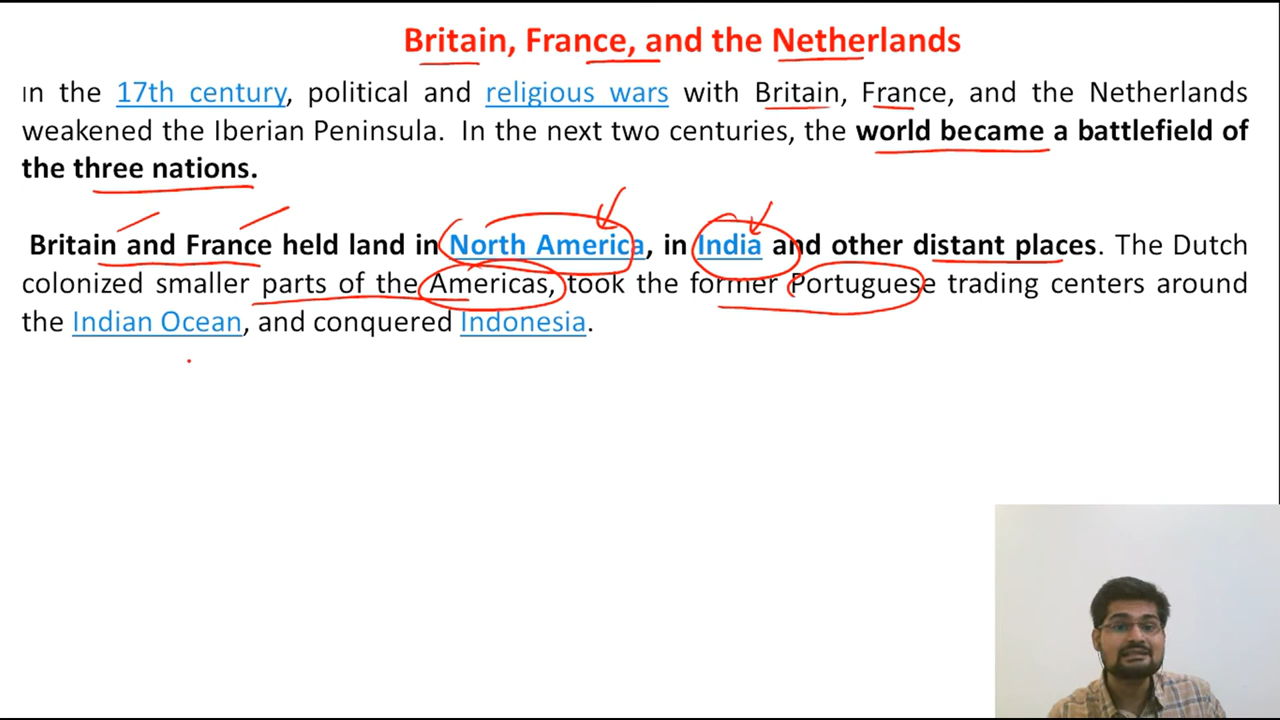 Britain, France, and the Netherlands
In the 17th century, political and religious wars with Britain, France, and the Netherlands
weakened the Iberian Peninsula. In the next two centuries, the world became a battlefield of
the three nations.
Britain and France held land in North America, in India and other distant places. The Dutch
colonized smaller parts of the Americas, took the former Portuguese trading centers around
the Indian Ocean, and conquered Indonesia.